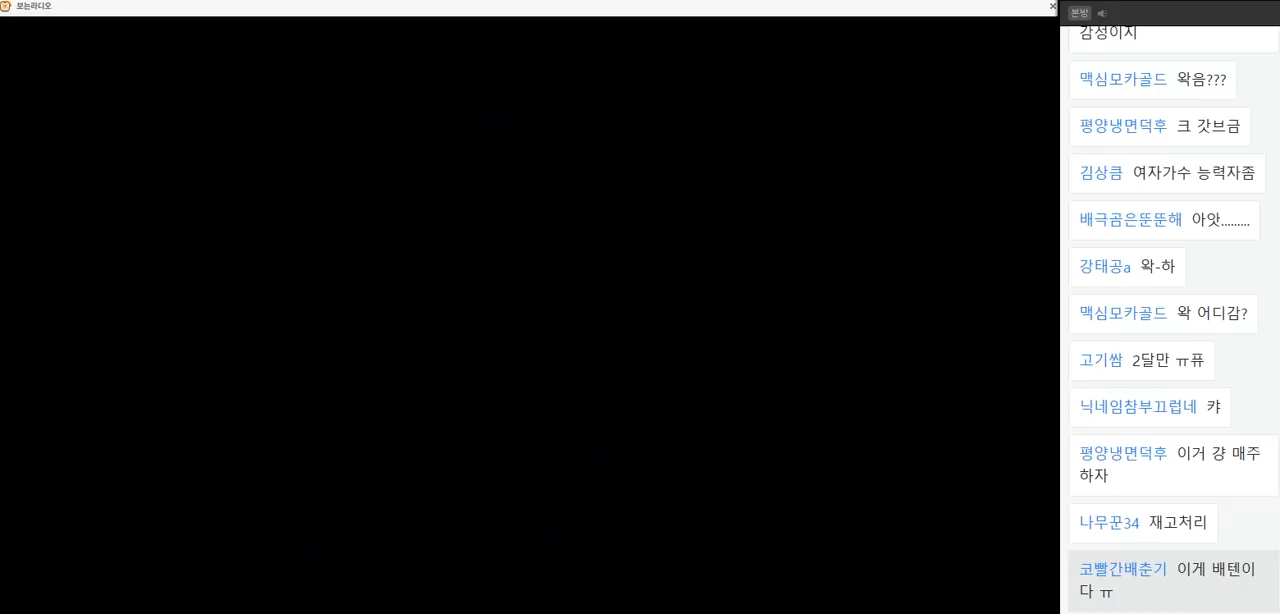 보는라디오
본방
감성이지
맥심모카골드 왁음???
평양냉면덕후 크 갓브금
김상큼 여자가수 능력자좀
배극곰은뚠뚠해 아앗.........
강태공a 왁-하
맥심모카골드 왁 어디감?
고기쌈 2달만 ㅠ퓨
닉네임참부끄럽네 캬
평양냉면덕후 이거 걍 매주
하자
나무꾼34 재고처리
코빨간배춘기 이게 배텐이
다 ㅠ